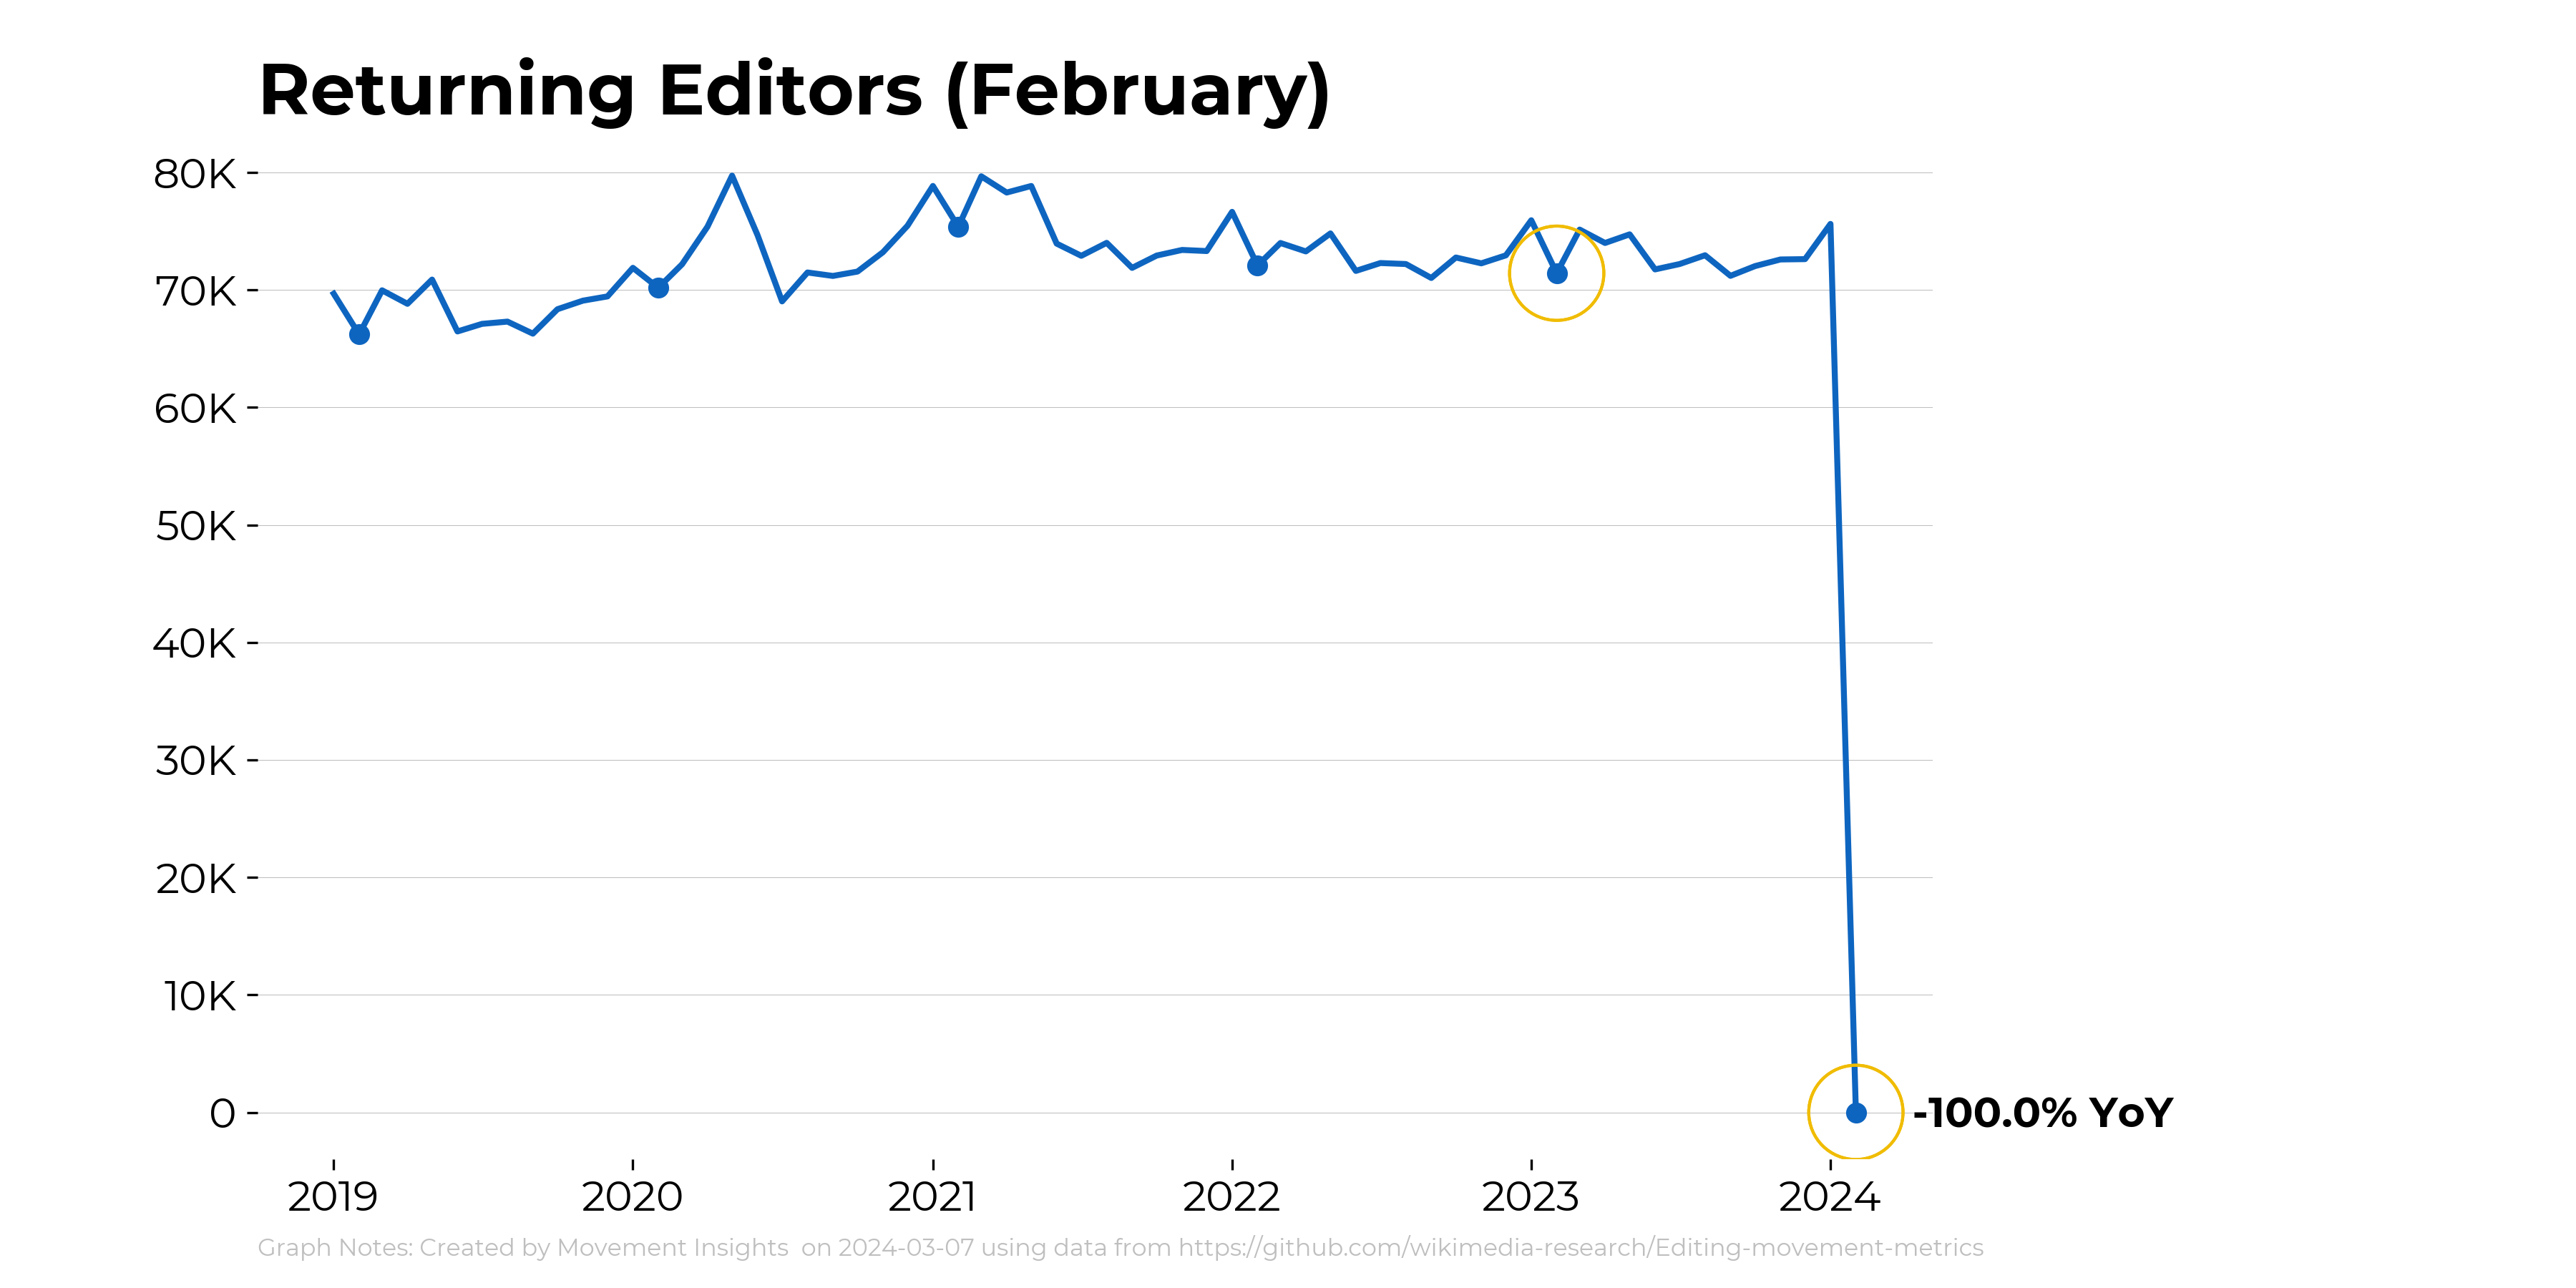 Returning Editors (February)
80K
70K
60K
50K
40K
30K
20K
10K
0
-100.0% YoY
2019 2020 2021 2022 2023 2024
Graph Notes: Created by Movement Insights  on 2024-03-07 using data from https://github.com/wikimedia-research/Editing-movement-metrics